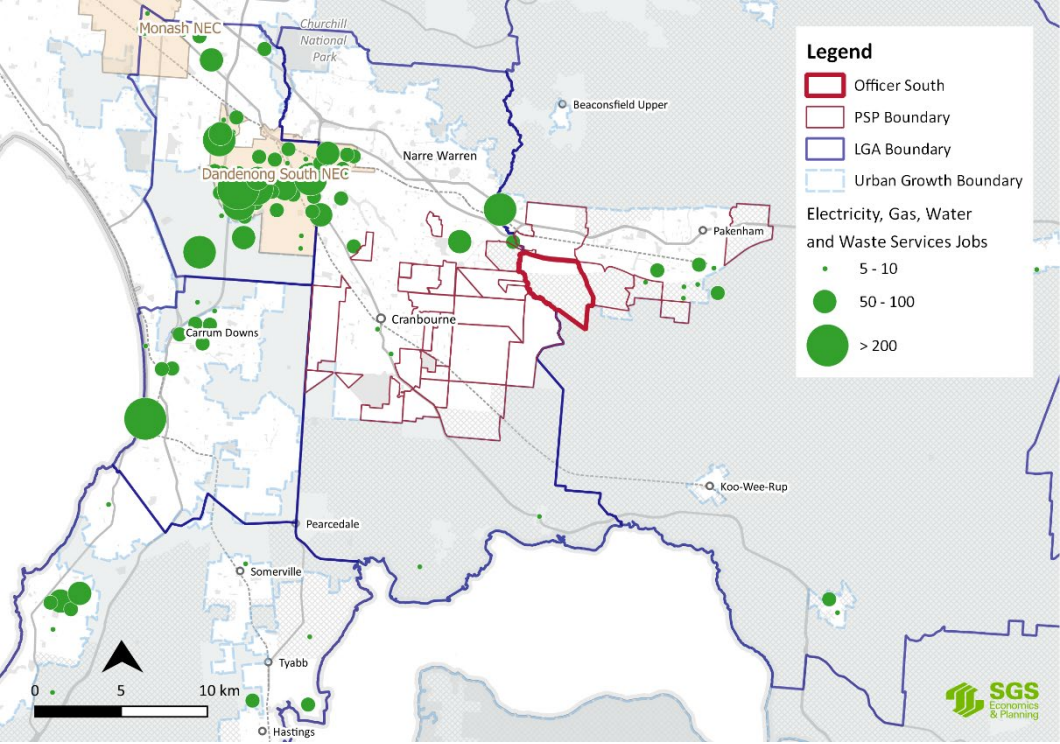 Monash NEC
Churchill
National
Park
Beaconsfield Upper
Narre Warren
Dandenong South NEC
Pakenham
Cranbourne
Carrum Downs
Koo-Wee-Rup
Pearcedale
Somerville
Tyabb
Hastings
0 5 10 km
Legend
Officer South
PSP Boundary
LGA Boundary
Urban Growth Boundary
Electricity, Gas, Water
and Waste Services Jobs
5 - 10
50 - 100
> 200
SGS
Economics
& Planning